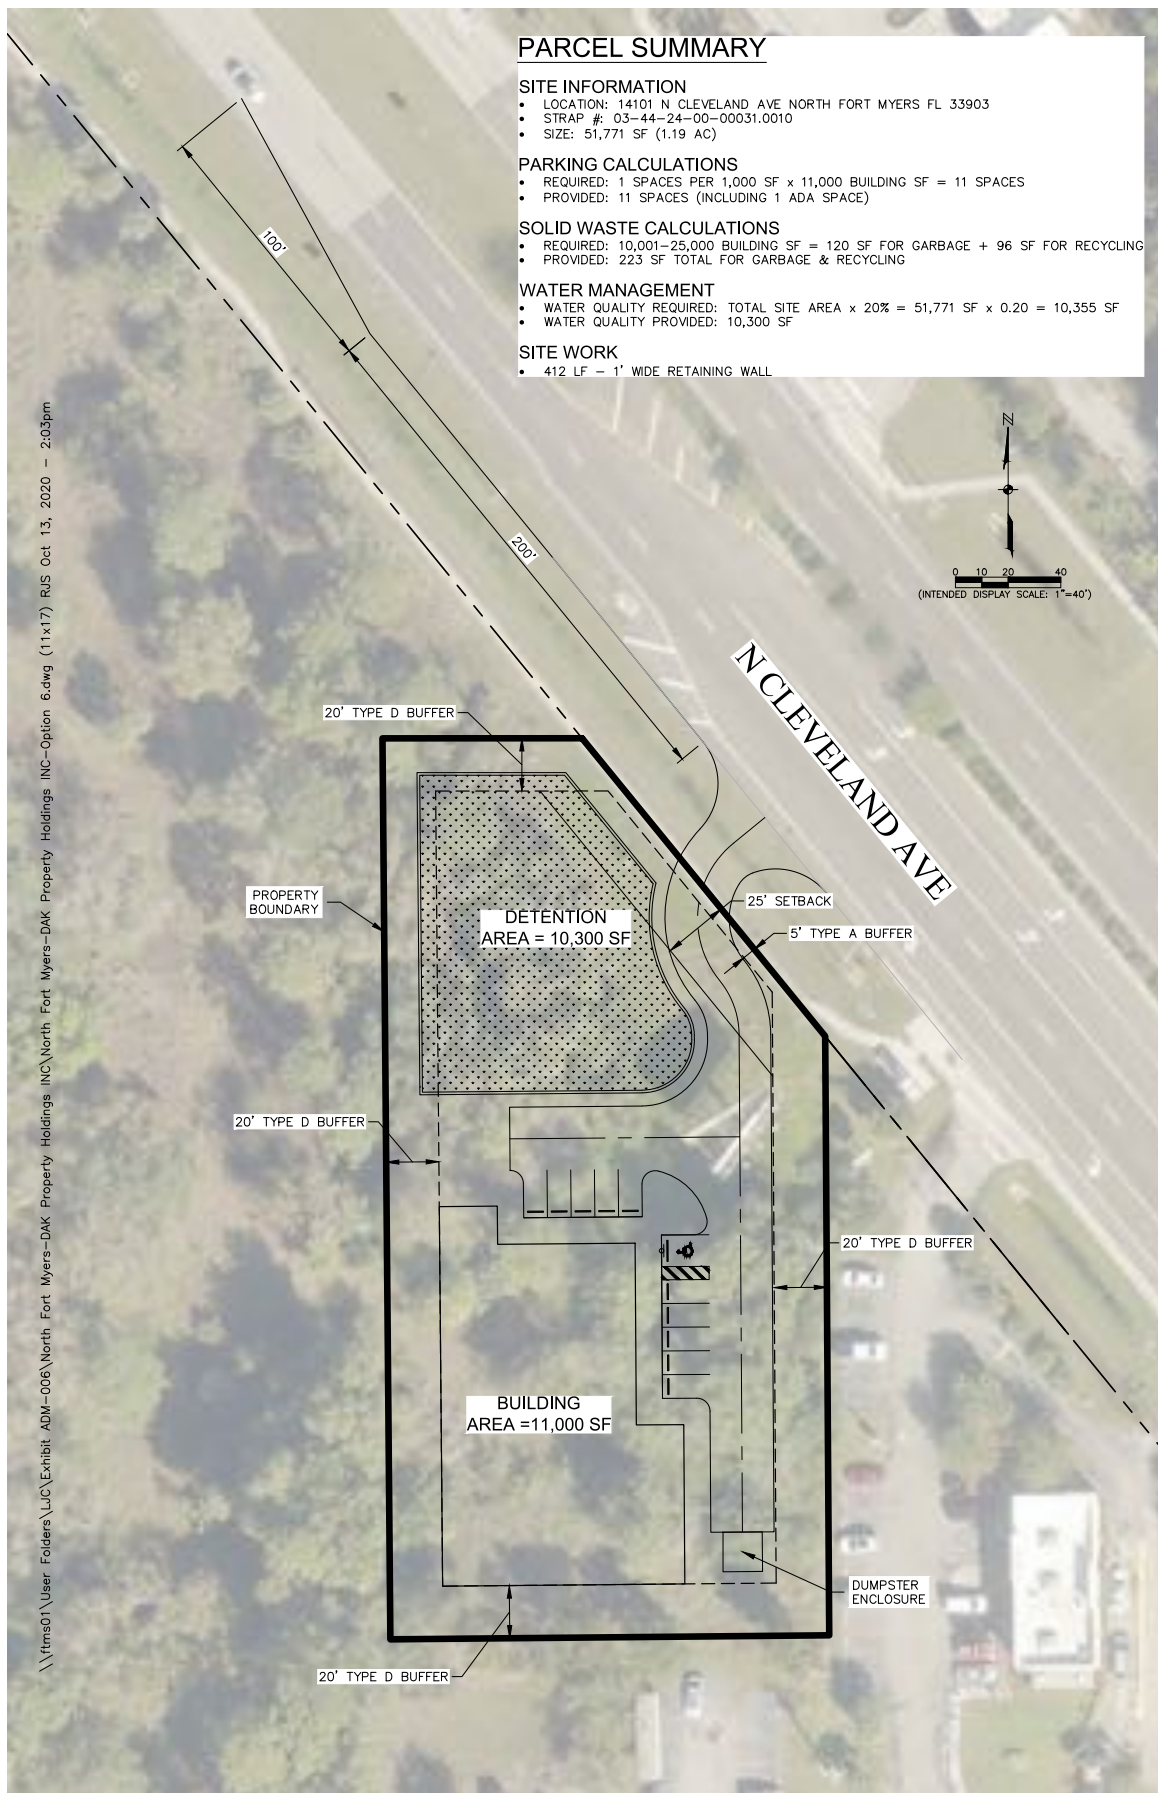 PARCEL SUMMARY
SITE INFORMATION
• LOCATION: 14101 N CLEVELAND AVE NORTH FORT MYERS FL 33903
• STRAP #: 03-44-24-00-00031.0010
• SIZE: 51,771 SF (1.19 AC)
PARKING CALCULATIONS
• REQUIRED: 1 SPACES PER 1,000 SF x 11,000 BUILDING SF = 11 SPACES
• PROVIDED: 11 SPACES (INCLUDING 1 ADA SPACE)
SOLID WASTE CALCULATIONS
• REQUIRED: 10,001-25,000 BUILDING SF = 120 SF FOR GARBAGE + 96 SF FOR RECYCLING
• PROVIDED: 223 SF TOTAL FOR GARBAGE & RECYCLING
WATER MANAGEMENT
• WATER QUALITY REQUIRED: TOTAL SITE AREA x 20% = 51,771 SF x 0.20 = 10,355 SF
• WATER QUALITY PROVIDED: 10,300 SF
SITE WORK
• 412 LF - 1' WIDE RETAINING WALL
100'
200'
N
0 10 20 40
(INTENDED DISPLAY SCALE: 1"=40')
N CLEVELAND AVE
20' TYPE D BUFFER
PROPERTY
BOUNDARY
DETENTION
AREA = 10,300 SF
25' SETBACK
5' TYPE A BUFFER
20' TYPE D BUFFER
20' TYPE D BUFFER
BUILDING
AREA =11,000 SF
DUMPSTER
ENCLOSURE
20' TYPE D BUFFER
\\ftms01\User Folders\LJC\Exhibit ADM-006\North Fort Myers-DAK Property Holdings INC\North Fort Myers-DAK Property Holdings INC-Option 6.dwg (11x17) RJS Oct 13, 2020 - 2:03pm